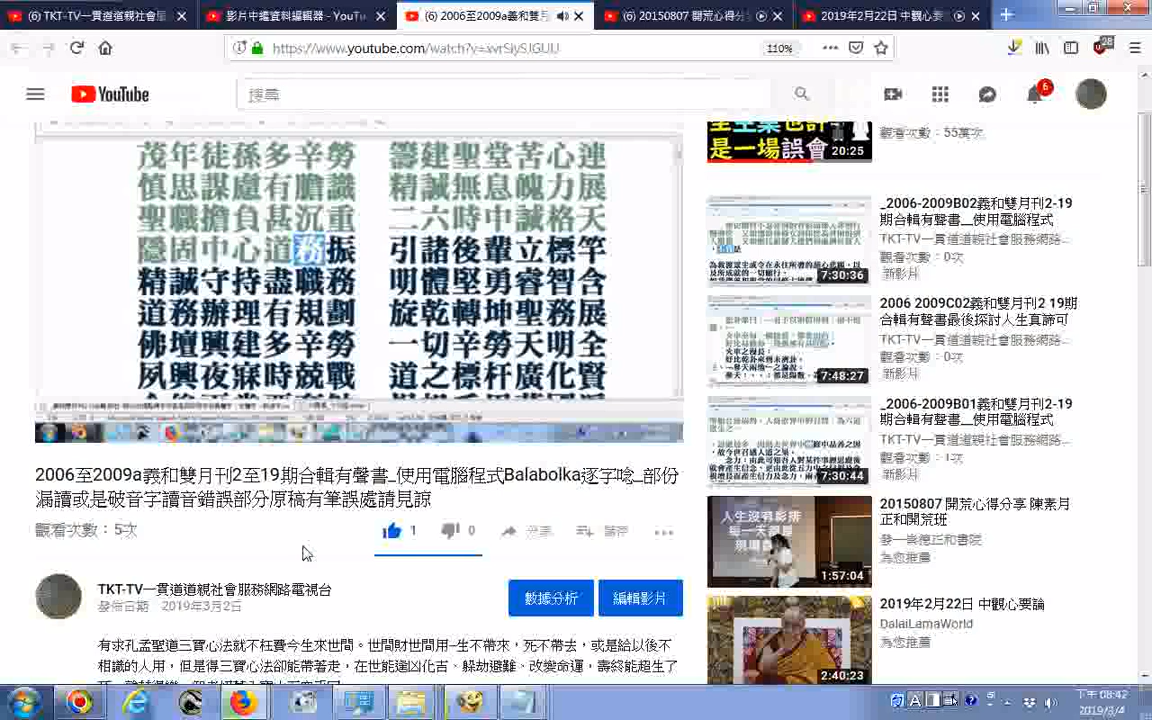 (6) TKT-TV一貫道道親社會服
影片中繼資料編輯器 - YouTu
(6) 2006至2009a義和雙月
(6) 20150807 開荒心得分
2019年2月22日 中觀心要
https://www.youtube.com/watch?v=
110%
28
YouTube
搜尋
6
茂年徒孫多辛勞 籌建聖堂苦心連
慎思謀慮有膽識 精誠無息魄力展
聖職擔負甚沉重 二六時中誠格天
隱固中心道務振 引諸後輩立標竿
精誠守持盡職務 明體堅勇睿智含
道務辦理有規劃 旋乾轉坤聖務展
佛壇興建多辛勞 一切辛勞天明全
夙興夜寐時兢戰 道之標杆廣化賢
2006至2009a義和雙月刊2至19期合輯有聲書_使用電腦程式Balabolka逐字唸_部份
漏讀或是破音字讀音錯誤部分原稿有筆誤處請見諒
觀看次數：5次
1
0
分享
儲存
TKT-TV一貫道道親社會服務網路電視台
發佈日期 2019年3月2日
數據分析
編輯影片
有求孔孟聖道三寶心法就不枉費今生來世間。世間財世間用一生不帶來，死不帶去，或是給以後不
相識的人用，但是得三寶心法卻能帶著走，在世能逢凶化吉、躲劫避難、改變命運，壽終能超生了
是一場誤會
20:25
觀看次數：55萬次
_2006-2009B02義和雙月刊2-19
期合輯有聲書__使用電腦程式
TKT-TV一貫道道親社會服務網路...
觀看次數：0次
新影片
7:30:36
2006 2009C02義和雙月刊2 19期
合輯有聲書最後探討人生真諦可
TKT-TV一貫道道親社會服務網路...
觀看次數：0次
新影片
7:48:27
_2006-2009B01義和雙月刊2-19
期合輯有聲書__使用電腦程式
TKT-TV一貫道道親社會服務網路...
觀看次數：1次
新影片
7:30:44
20150807 開荒心得分享 陳素月
正和開荒班
發一崇德正和書院
為您推薦
人生沒有彩排
每一天都是
現場直播
1:57:04
2019年2月22日 中觀心要論
DalaiLamaWorld
為您推薦
2:40:23
下午 08:42
2019/3/4